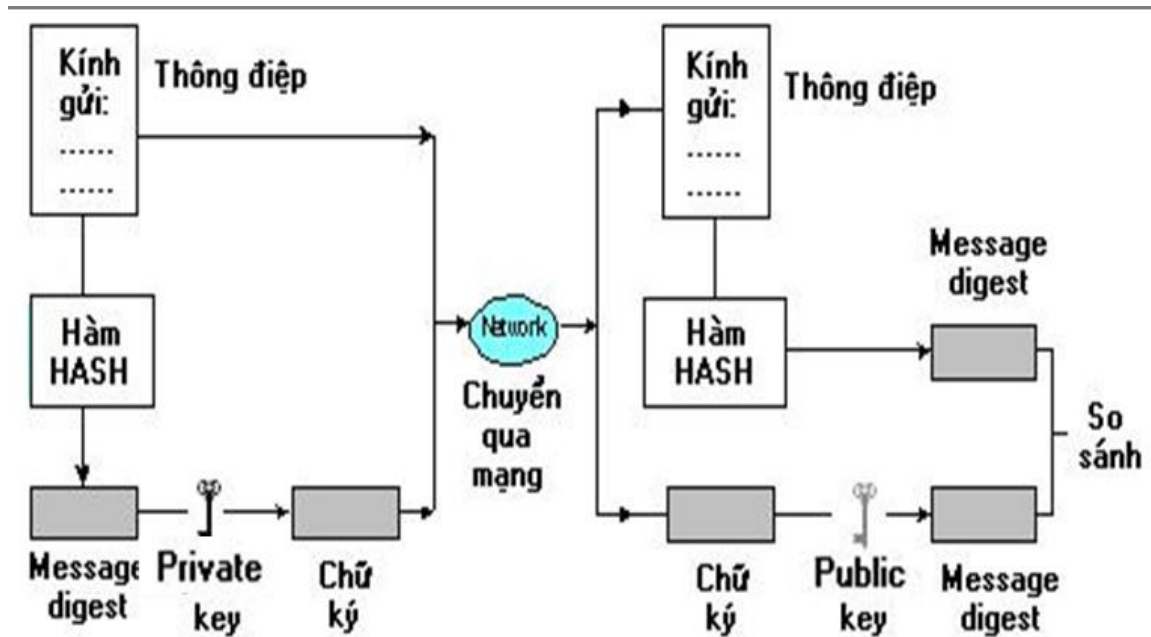 Kính
gửi:
......
......
Thông điệp
Hàm
HASH
Message
digest
Private
key
Chữ
ký
Network
Chuyển
qua
mạng
Kính
gửi:
......
......
Thông điệp
Hàm
HASH
Message
digest
So
sánh
Chữ
ký
Public
key
Message
digest